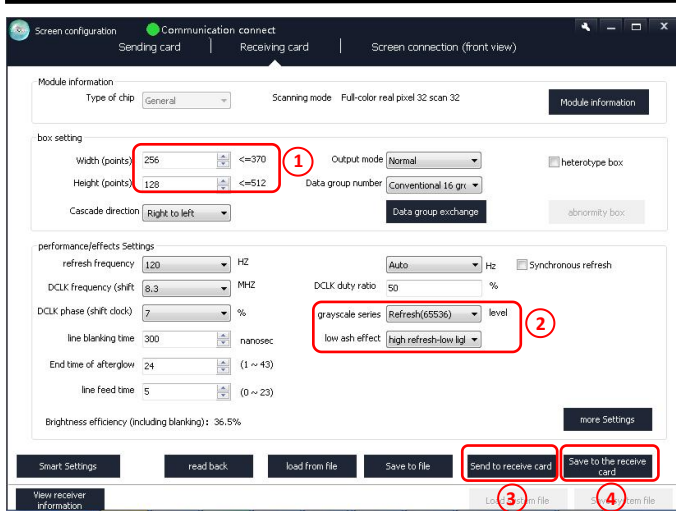 Screen configuration Communication connect
Sending card Receiving card Screen connection (front view)
Module information
Type of chip General Scanning mode Full-color real pixel 32 scan 32 Module information
box setting
Width (points) 256 <=370 1 Output mode Normal heterotype box
Height (points) 128 <=512 Data group number Conventional 16 gr
Cascade direction Right to left Data group exchange abnormity box
performance/effects Settings
refresh frequency 120 HZ Auto Hz Synchronous refresh
DCLK frequency (shift 8.3 MHZ DCLK duty ratio 50 %
DCLK phase (shift clock) 7 % grayscale series Refresh(65536) level 2
line blanking time 300 nanosec low ash effect high refresh-low
End time of afterglow 24 (1 ~ 43)
line feed time 5 (0 ~ 23)
Brightness efficiency (including blanking): 36.5% more Settings
Smart Settings read back load from file Save to file Send to receive card Save to the receive card
View receiver information 3 4